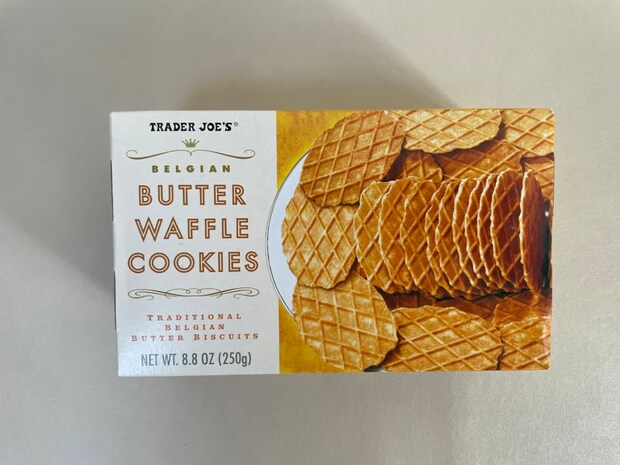 TRADER JOE'S®
BELGIAN
BUTTER
WAFFLE
COOKIES
TRADITIONAL
BELGIAN
BUTTER BISCUITS
NET WT. 8.8 OZ (250g)